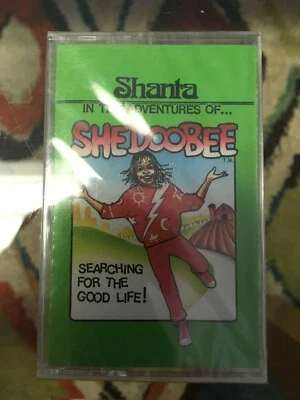 Shanta
IN THE ADVENTURES OF...
SHEDOOBEE
T.M.
SEARCHING
FOR THE
GOOD LIFE!